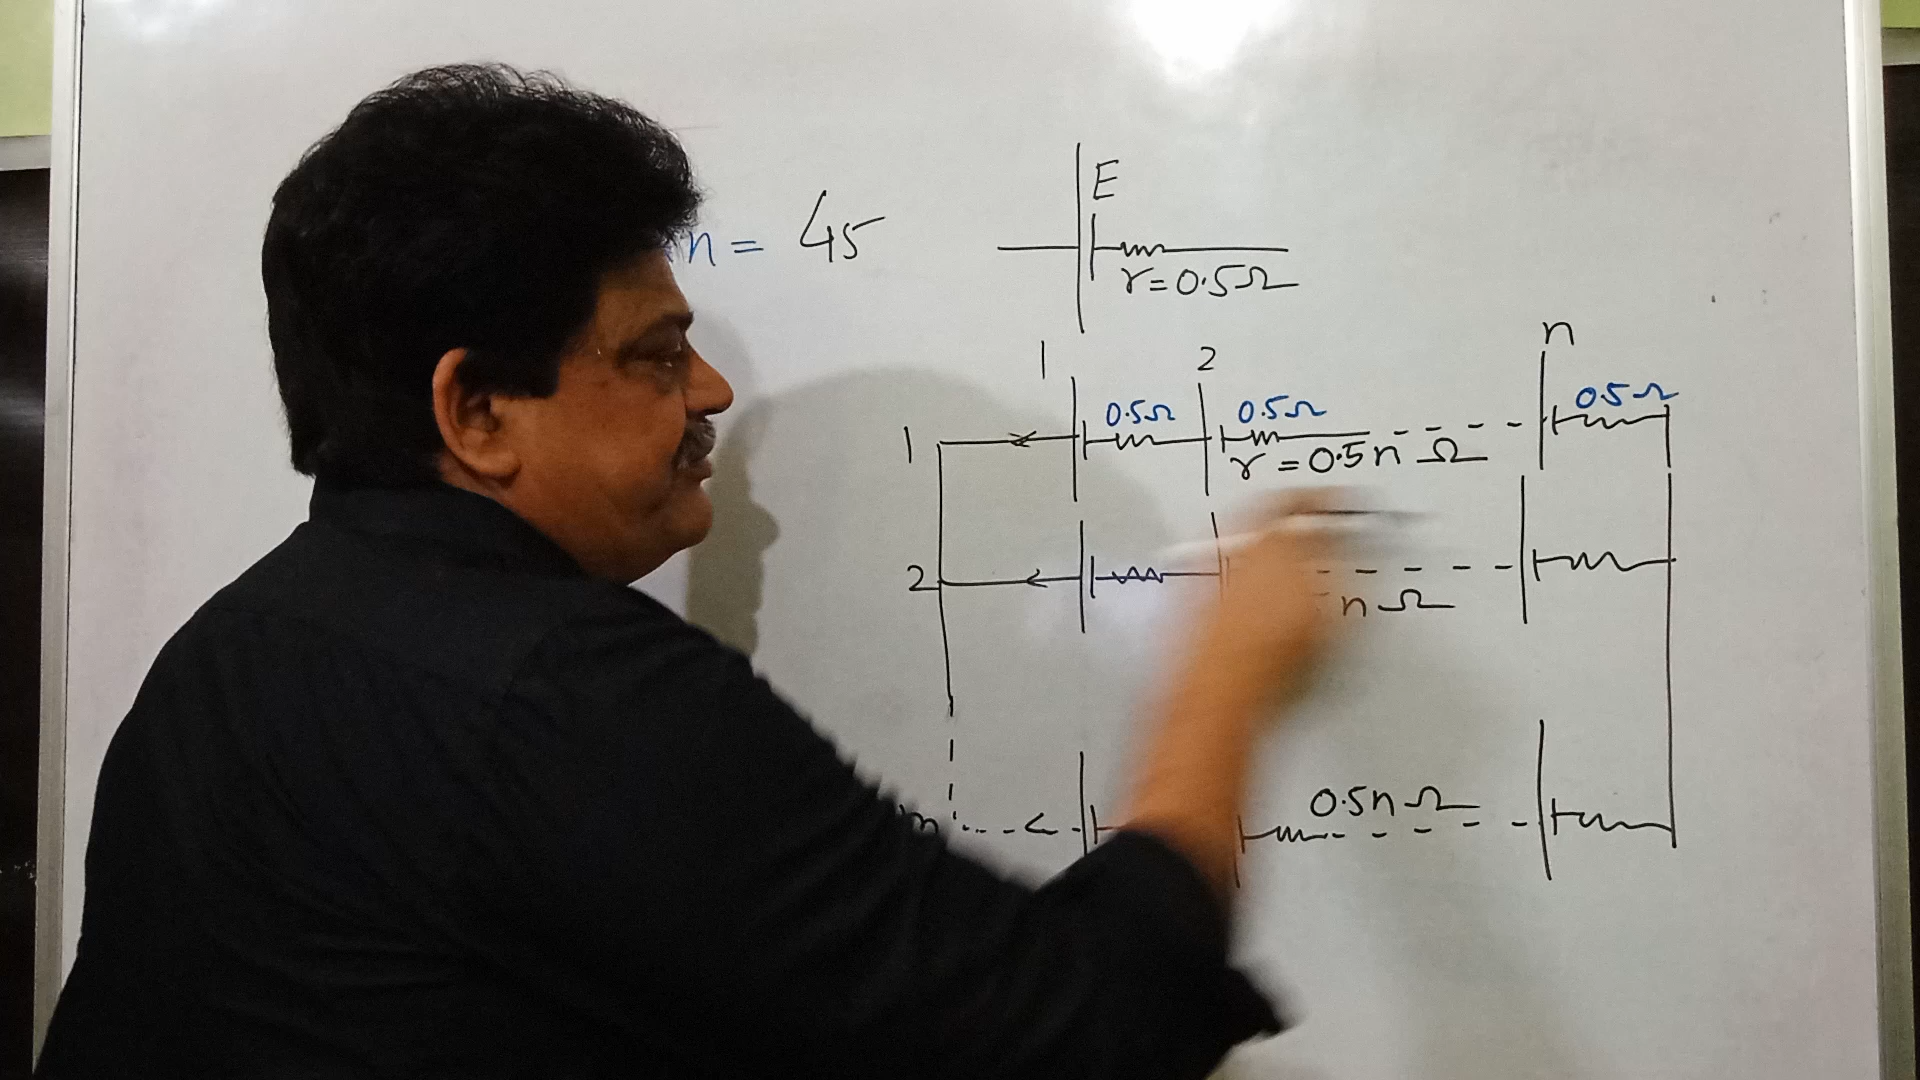 n = 45
E
r = 0.5Ω
n
1 2
0.5Ω 0.5Ω 0.5Ω
1
r = 0.5n Ω
2
n Ω
0.5n Ω
m